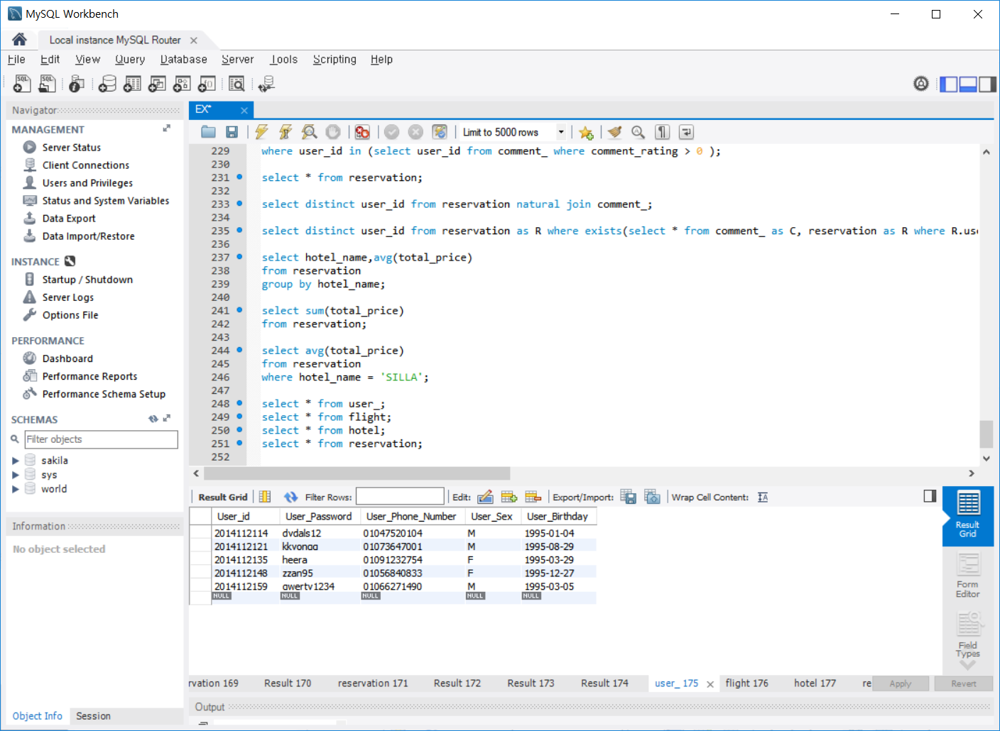 MySQL Workbench
Local instance MySQL Router
File Edit View Query Database Server Tools Scripting Help
Navigator
MANAGEMENT
Server Status
Client Connections
Users and Privileges
Status and System Variables
Data Export
Data Import/Restore
INSTANCE
Startup / Shutdown
Server Logs
Options File
PERFORMANCE
Dashboard
Performance Reports
Performance Schema Setup
SCHEMAS
Filter objects
sakila
sys
world
Information
No object selected
Object Info Session
EX*
Limit to 5000 rows
229 where user_id in (select user_id from comment_ where comment_rating > 0 );
230
231 select * from reservation;
232
233 select distinct user_id from reservation natural join comment_;
234
235 select distinct user_id from reservation as R where exists(select * from comment_ as C, reservation as R where R.use
236
237 select hotel_name,avg(total_price)
238 from reservation
239 group by hotel_name;
240
241 select sum(total_price)
242 from reservation;
243
244 select avg(total_price)
245 from reservation
246 where hotel_name = 'SILLA';
247
248 select * from user_;
249 select * from flight;
250 select * from hotel;
251 select * from reservation;
252
Result Grid Filter Rows: Edit: Export/Import: Wrap Cell Content:
User_id User_Password User_Phone_Number User_Sex User_Birthday
2014112114 dvdals12 01047520104 M 1995-01-04
2014112121 kkyong 01073647001 M 1995-08-29
2014112135 heera 01091232754 F 1995-03-29
2014112148 zzan95 01056840833 F 1995-12-27
2014112159 qwerty1234 01066271490 M 1995-03-05
NULL NULL NULL NULL NULL
Result Grid
Form Editor
Field Types
rvation 169 Result 170 reservation 171 Result 172 Result 173 Result 174 user_ 175 flight 176 hotel 177 re Apply Revert
Output